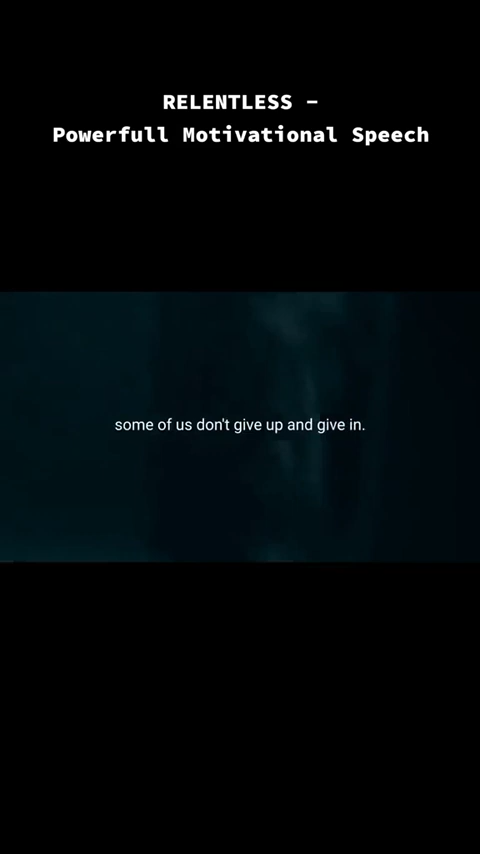 RELENTLESS –
Powerfull Motivational Speech
some of us don't give up and give in.